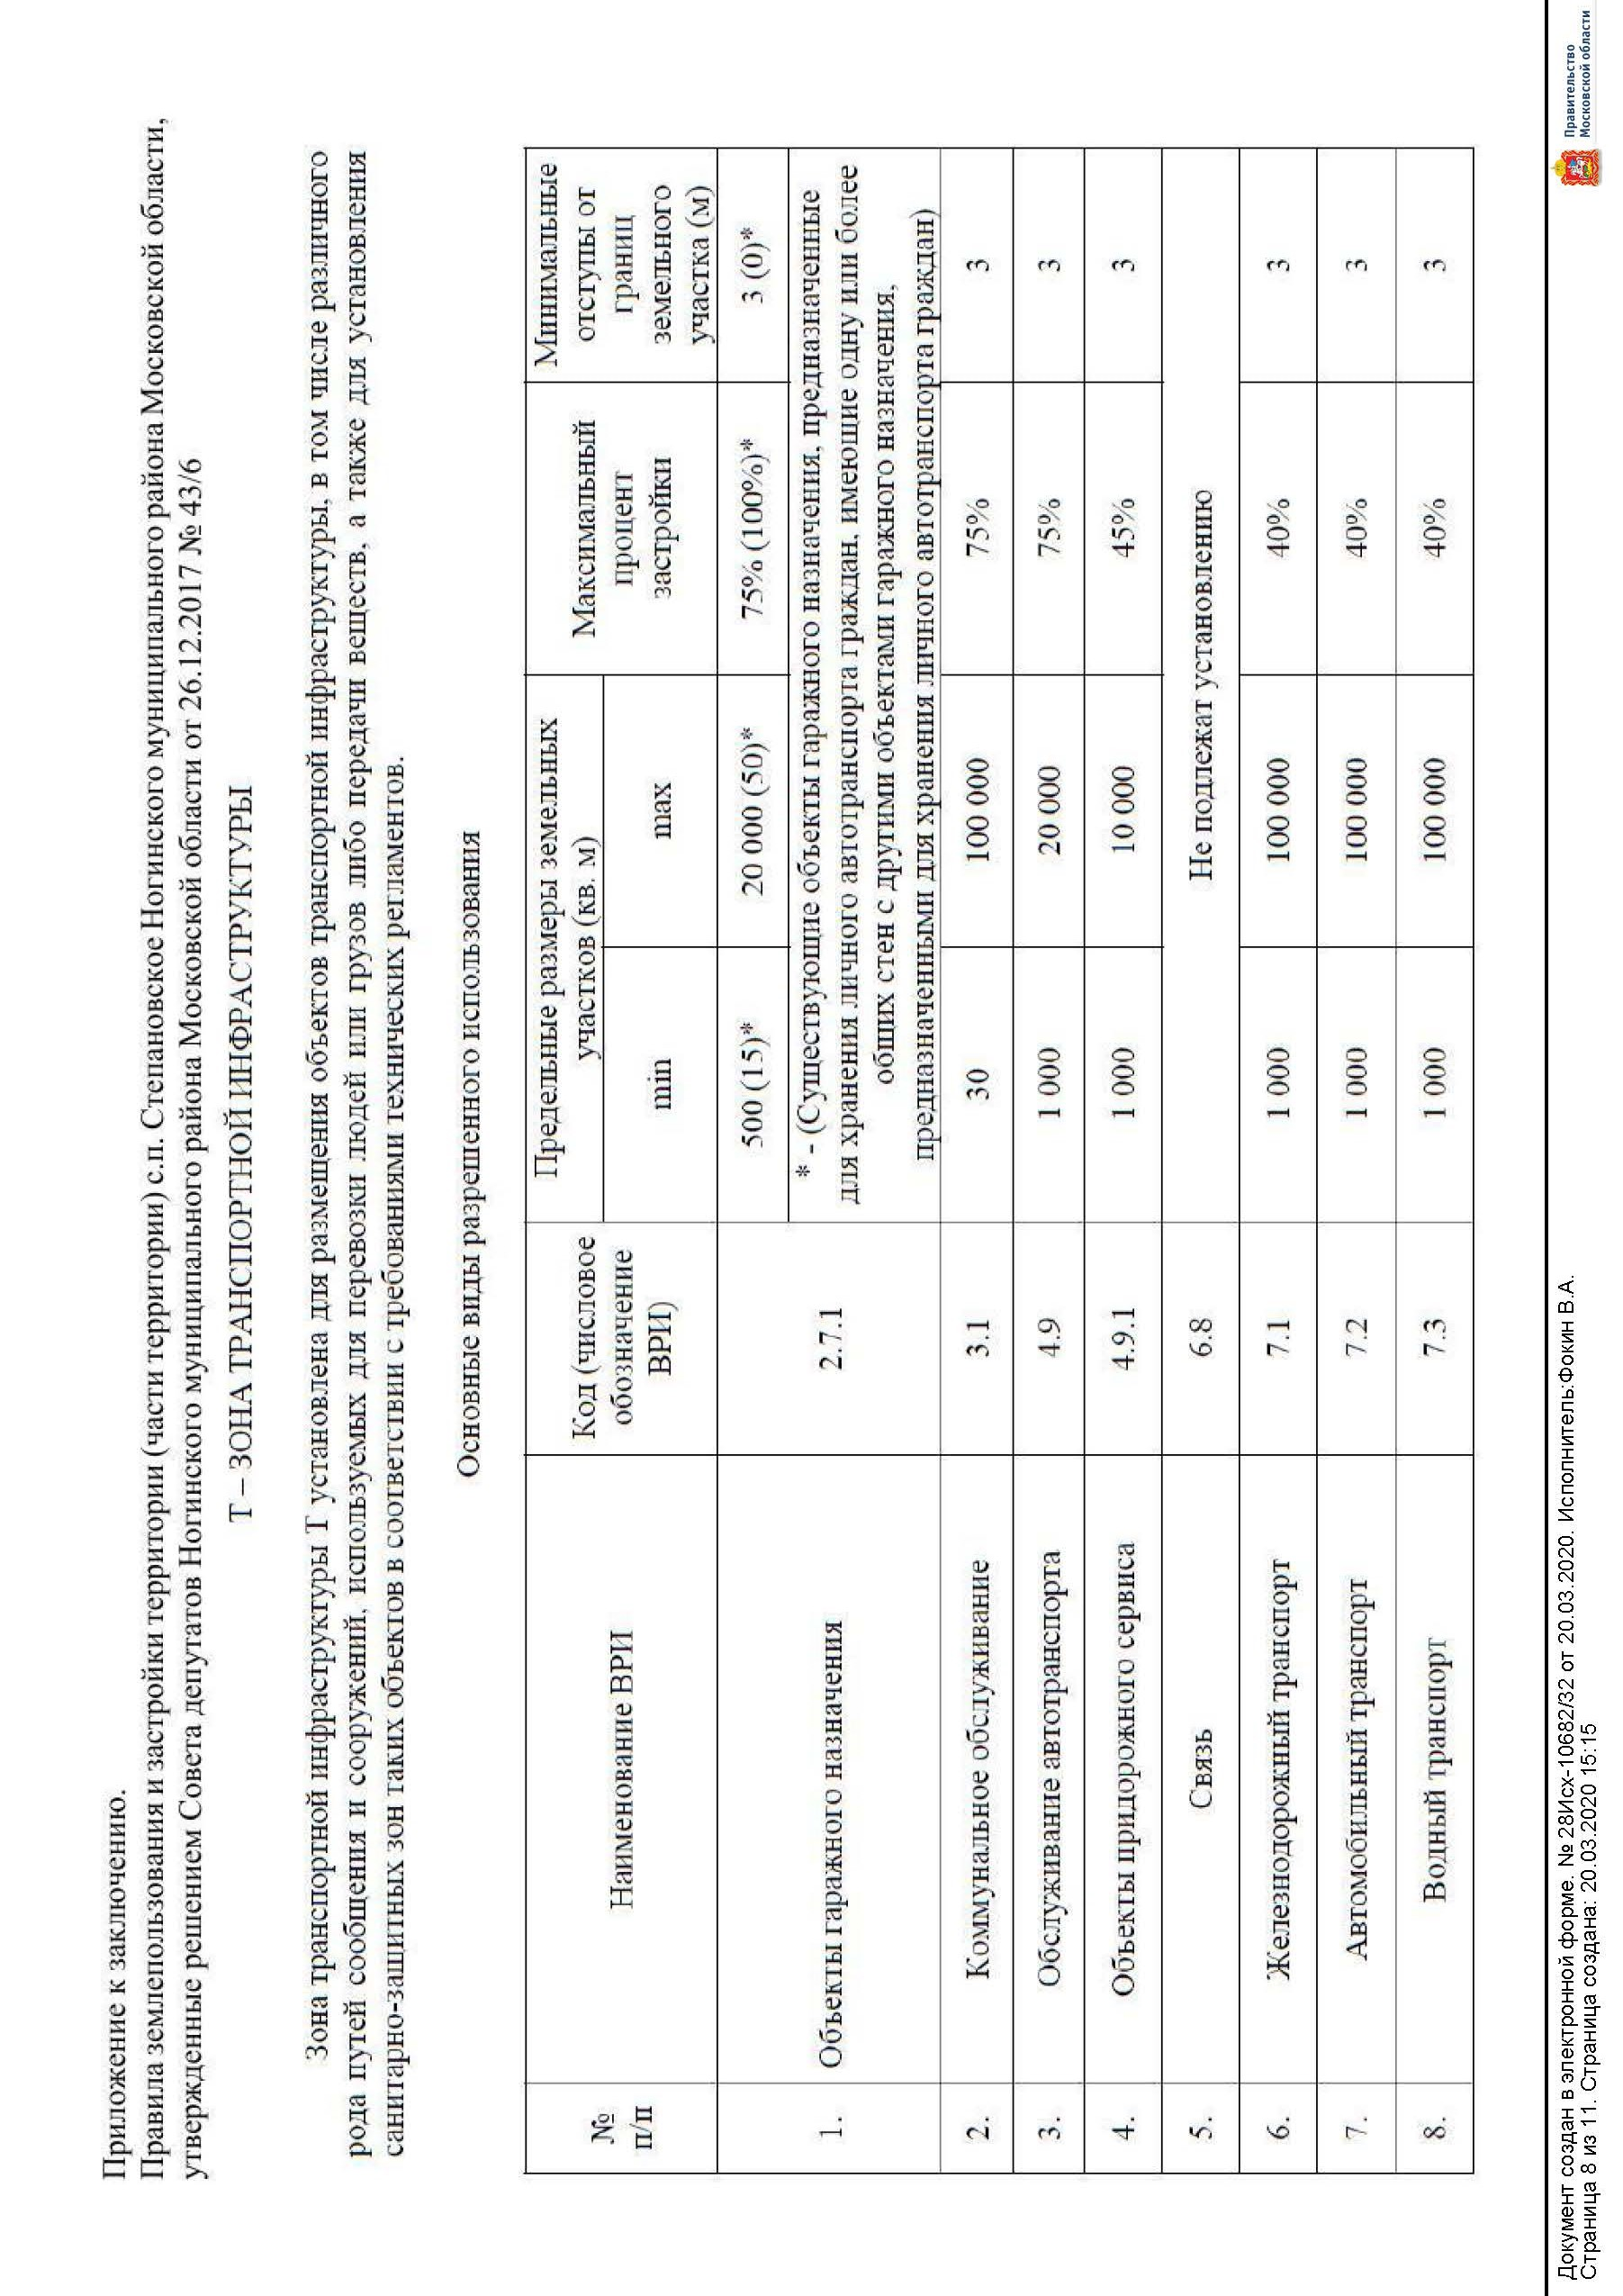 Приложение к заключению.
Правила землепользования и застройки территории (части территории) с.п. Степановское Ногинского муниципального района Московской области,
утвержденные решением Совета депутатов Ногинского муниципального района Московской области от 26.12.2017 № 43/6
Т – ЗОНА ТРАНСПОРТНОЙ ИНФРАСТРУКТУРЫ
Зона транспортной инфраструктуры Т установлена для размещения объектов транспортной инфраструктуры, в том числе различного
рода путей сообщения и сооружений, используемых для перевозки людей или грузов либо передачи веществ, а также для установления
санитарно-защитных зон таких объектов в соответствии с требованиями технических регламентов.
Основные виды разрешенного использования
№
п/п
Наименование ВРИ
Код (числовое
обозначение
ВРИ)
Предельные размеры земельных
участков (кв. м)
min
max
Максимальный
процент
застройки
Минимальные
отступы от
границ
земельного
участка (м)
1. Объекты гаражного назначения 2.7.1 500 (15)* 20 000 (50)* 75% (100%)* 3 (0)*
* - (Существующие объекты гаражного назначения, предназначенные
для хранения личного автотранспорта граждан, имеющие одну или более
общих стен с другими объектами гаражного назначения,
предназначенными для хранения личного автотранспорта граждан)
2. Коммунальное обслуживание 3.1 30 100 000 75% 3
3. Обслуживание автотранспорта 4.9 1 000 20 000 75% 3
4. Объекты придорожного сервиса 4.9.1 1 000 10 000 45% 3
5. Связь 6.8 Не подлежат установлению
6. Железнодорожный транспорт 7.1 1 000 100 000 40% 3
7. Автомобильный транспорт 7.2 1 000 100 000 40% 3
8. Водный транспорт 7.3 1 000 100 000 40% 3
Документ создан в электронной форме. № 28Исх-10682/32 от 20.03.2020. Исполнитель:Фокин В.А.
Страница 8 из 11. Страница создана: 20.03.2020 15:15
Правительство
Московской области